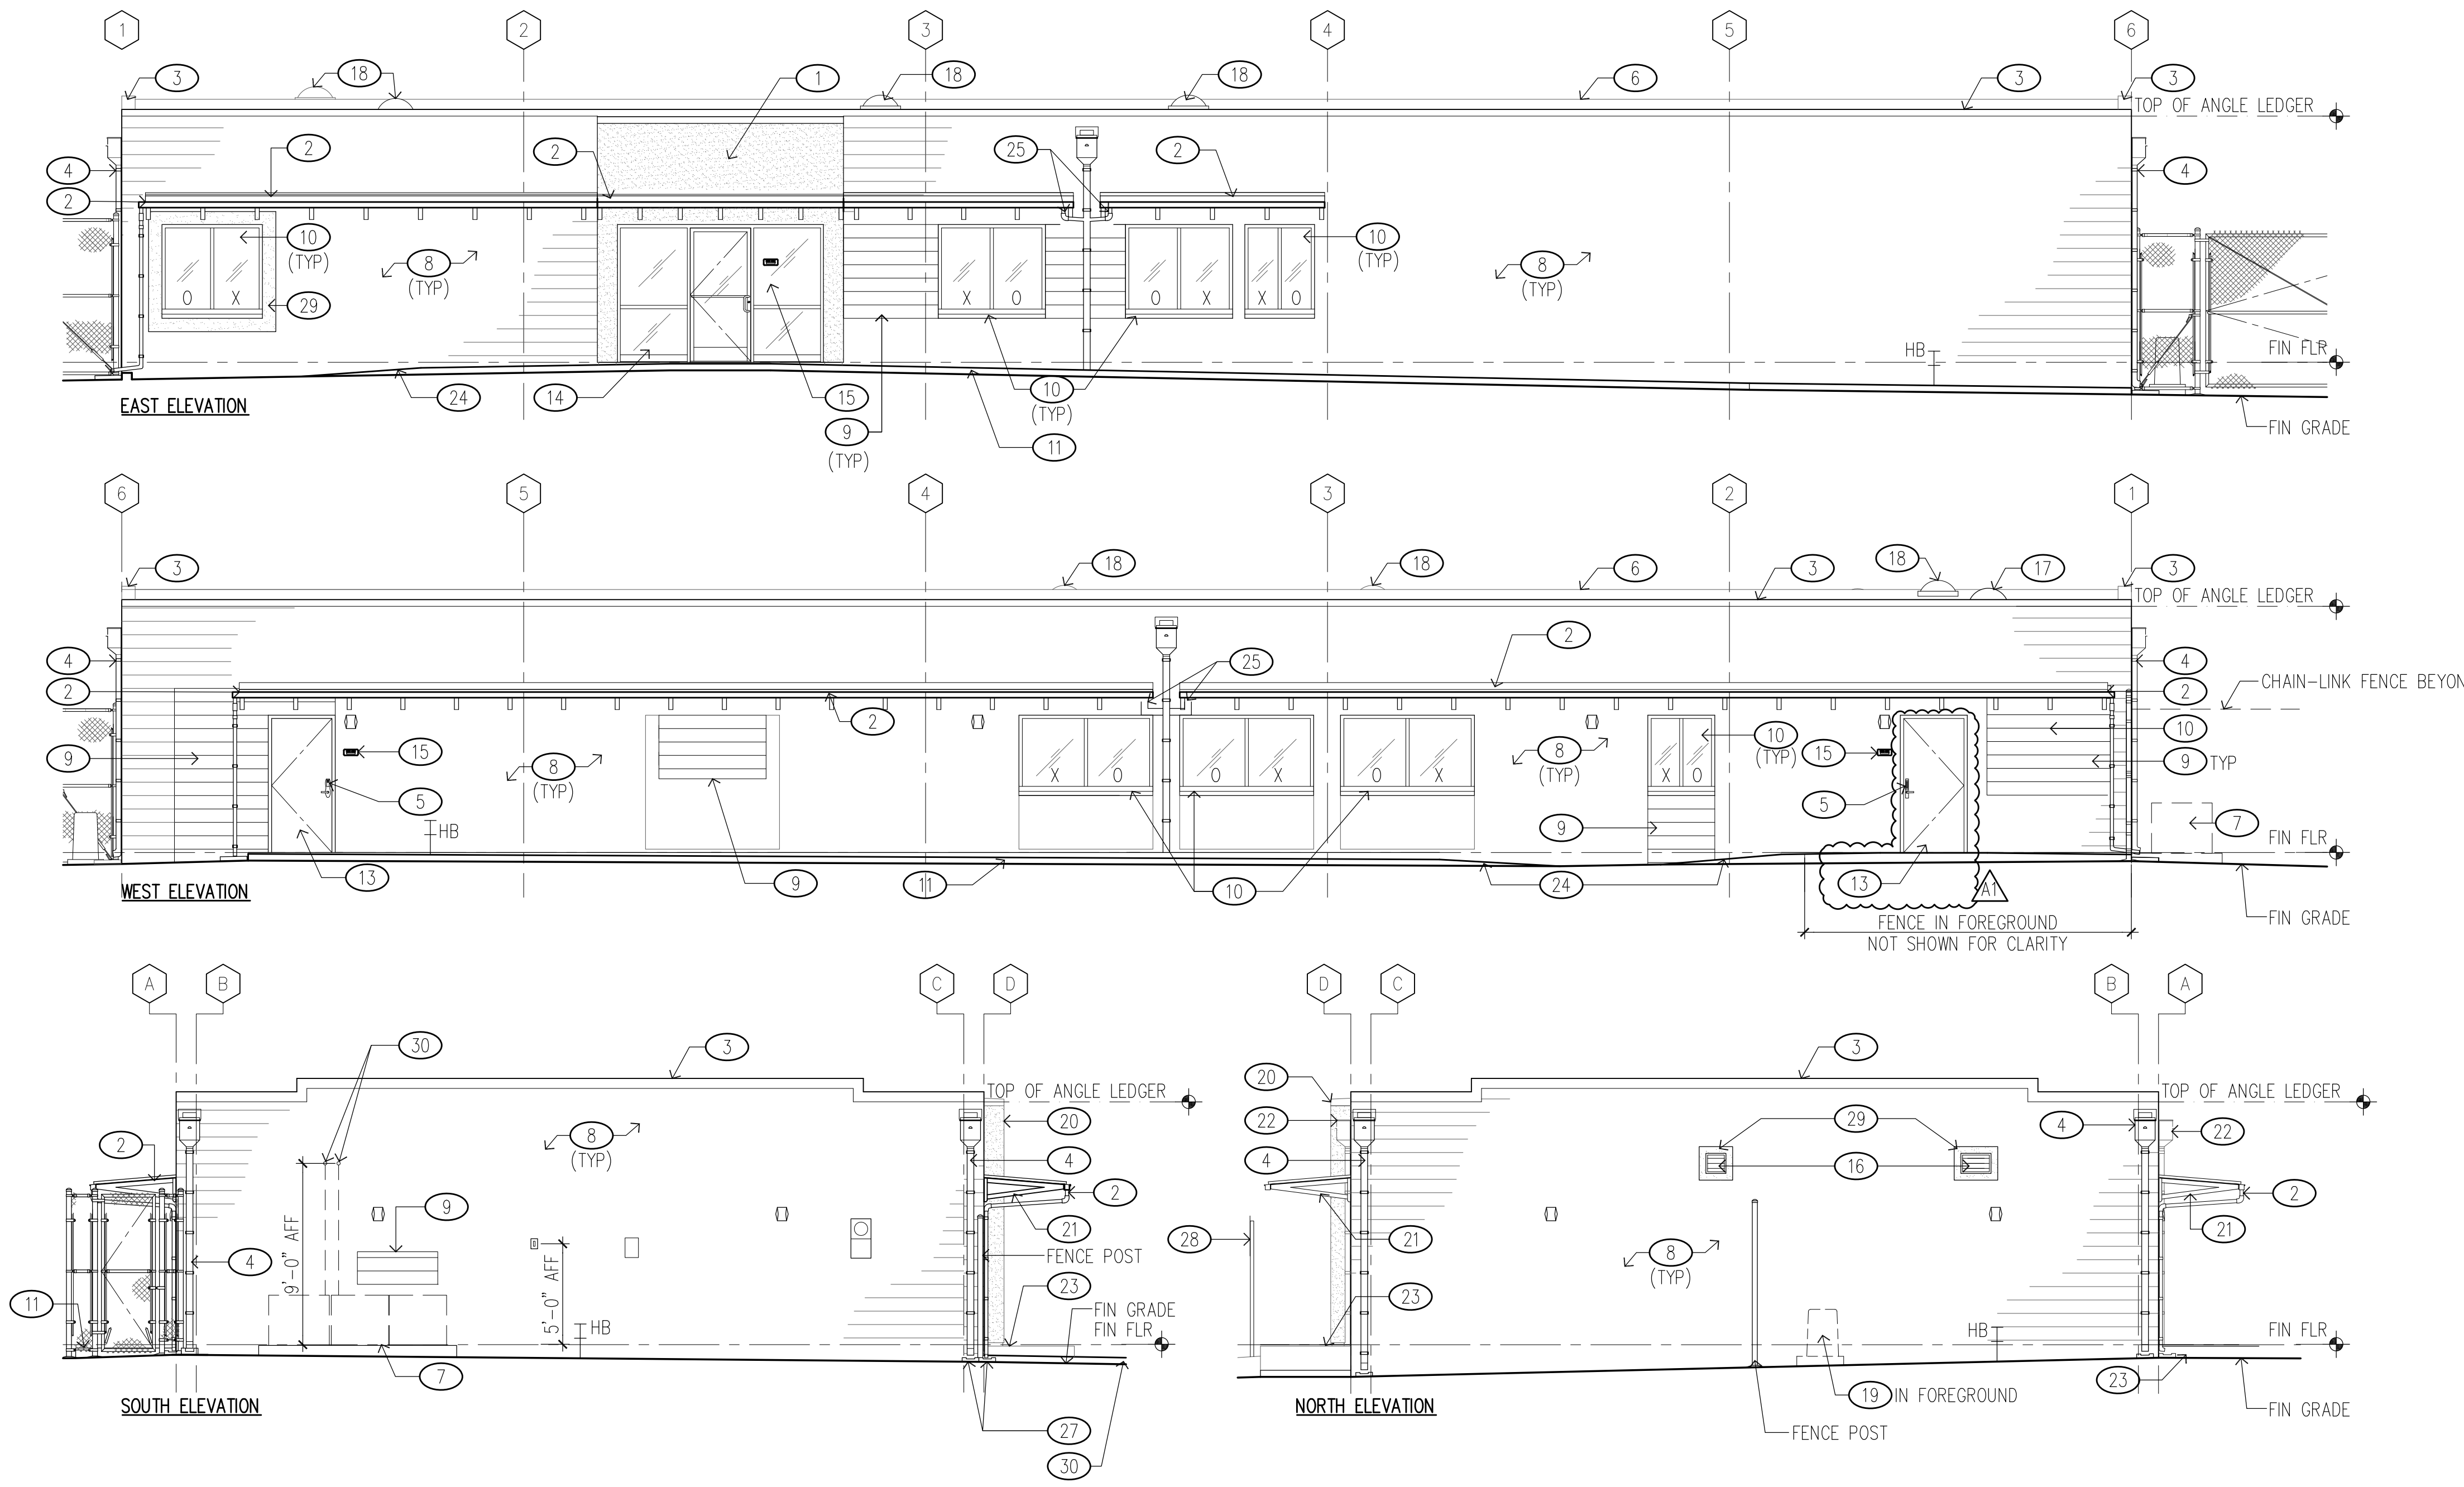 1 2 3 4 5 6
3 18 1 18 18 6 3 3
TOP OF ANGLE LEDGER
4 2 2 25 2 4
2
10 8 10 8
(TYP) (TYP) (TYP) (TYP)
O X 29 X O O X X O
HB FIN FLR
24 14 15 10
(TYP)
EAST ELEVATION
9
(TYP)
11
FIN GRADE
6 5 4 3 2 1
3 18 18 6 3 18 17 3
TOP OF ANGLE LEDGER
4 25 2 4
2 2 2
CHAIN-LINK FENCE BEYON
9 15 8 8 10 15 10
(TYP) (TYP) (TYP)
9 TYP
X O O X O X X O
5 HB 9 5 7
FIN FLR
13 9 11 10 24 13 A1
WEST ELEVATION
FIN GRADE
FENCE IN FOREGROUND
NOT SHOWN FOR CLARITY
A B C D
30 3
TOP OF ANGLE LEDGER
2 8 20
(TYP)
4
9 2
9'-0" AFF
4 21
FENCE POST
5'-0" AFF
11 23
HB
FIN GRADE
FIN FLR
7
SOUTH ELEVATION
27
30
D C B A
20 3
TOP OF ANGLE LEDGER
22 29 4 22
4 16
2
28 21 8 21
(TYP)
23
HB
FIN FLR
19 IN FOREGROUND
23
NORTH ELEVATION
FIN GRADE
FENCE POST